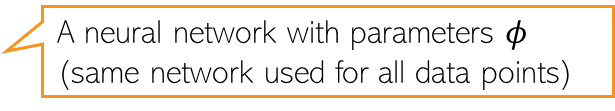 A neural network with parameters ϕ
(same network used for all data points)